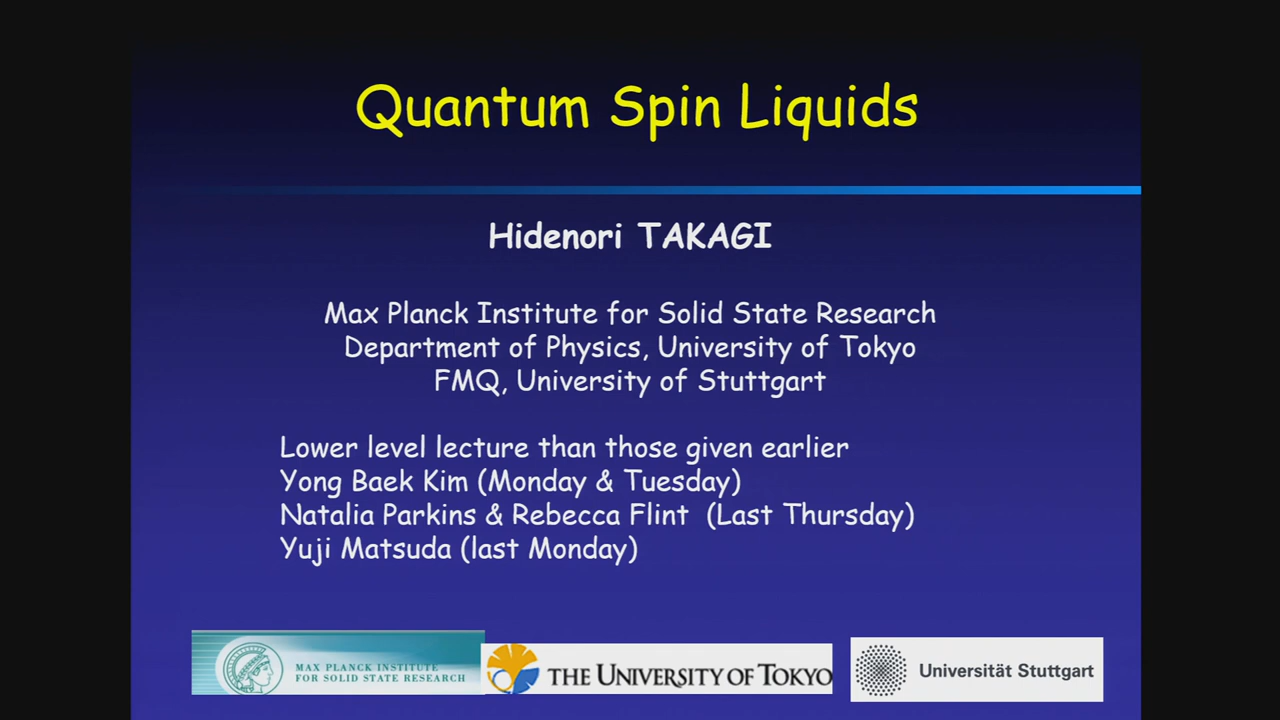 Quantum Spin Liquids
Hidenori TAKAGI
Max Planck Institute for Solid State Research
Department of Physics, University of Tokyo
FMQ, University of Stuttgart
Lower level lecture than those given earlier
Yong Baek Kim (Monday & Tuesday)
Natalia Parkins & Rebecca Flint (Last Thursday)
Yuji Matsuda (last Monday)
MAX PLANCK INSTITUTE
FOR SOLID STATE RESEARCH
THE UNIVERSITY OF TOKYO
Universität Stuttgart